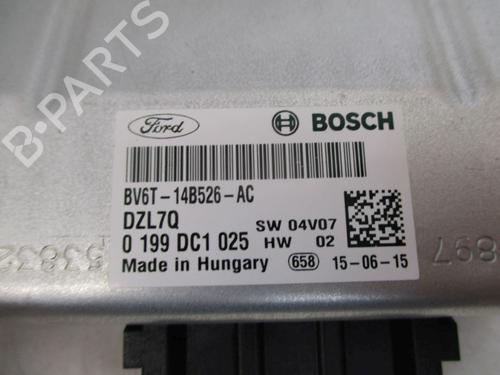 Ford
BOSCH
BV6T-14B526-AC
DZL7Q
SW 04V07
0 199 DC1 025
HW 02
Made in Hungary
658
15-06-15
B-PARTS
897